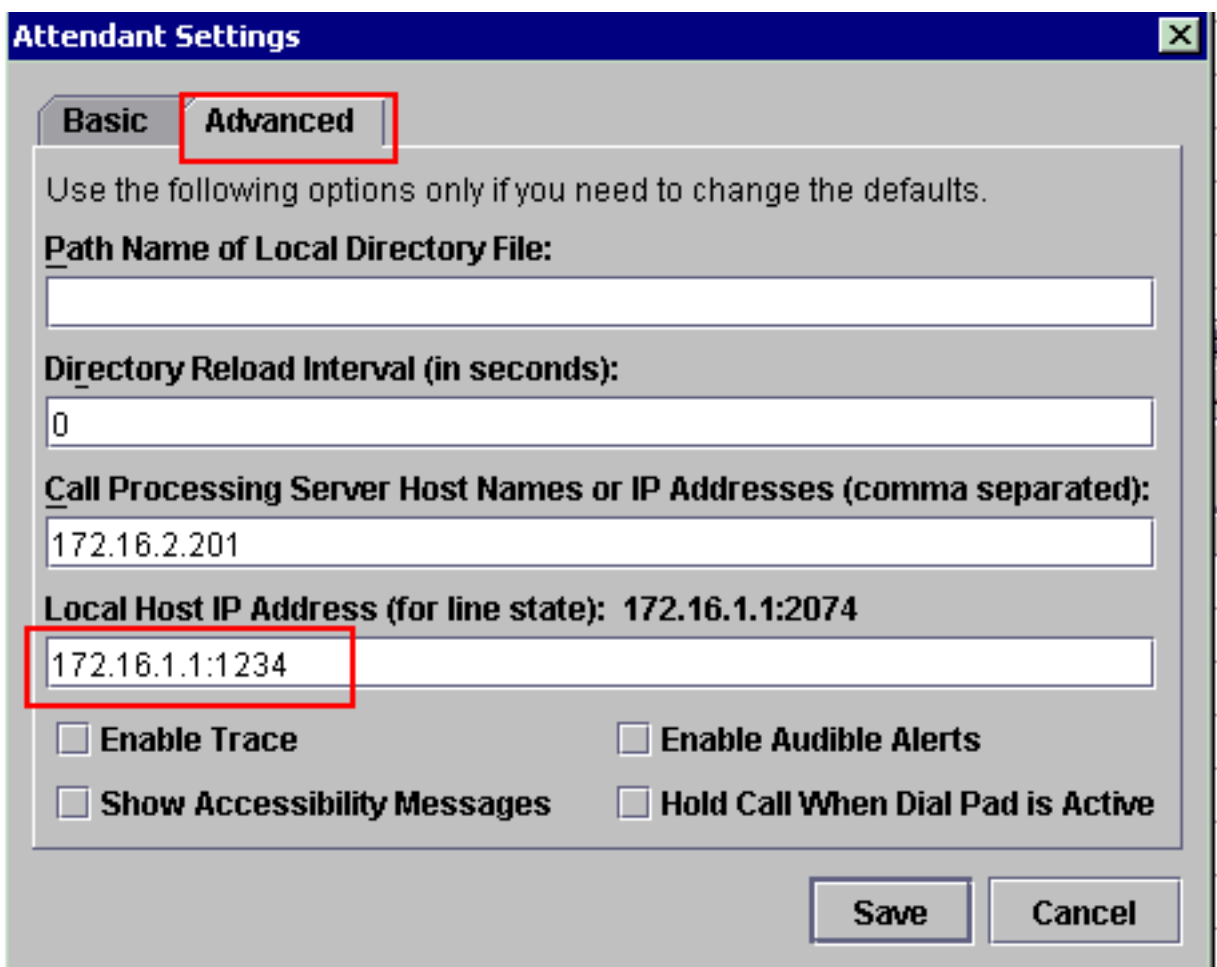 Attendant Settings
Basic Advanced
Use the following options only if you need to change the defaults.
Path Name of Local Directory File:
Directory Reload Interval (in seconds):
0
Call Processing Server Host Names or IP Addresses (comma separated):
172.16.2.201
Local Host IP Address (for line state): 172.16.1.1:2074
172.16.1.1:1234
Enable Trace Enable Audible Alerts
Show Accessibility Messages Hold Call When Dial Pad is Active
Save Cancel